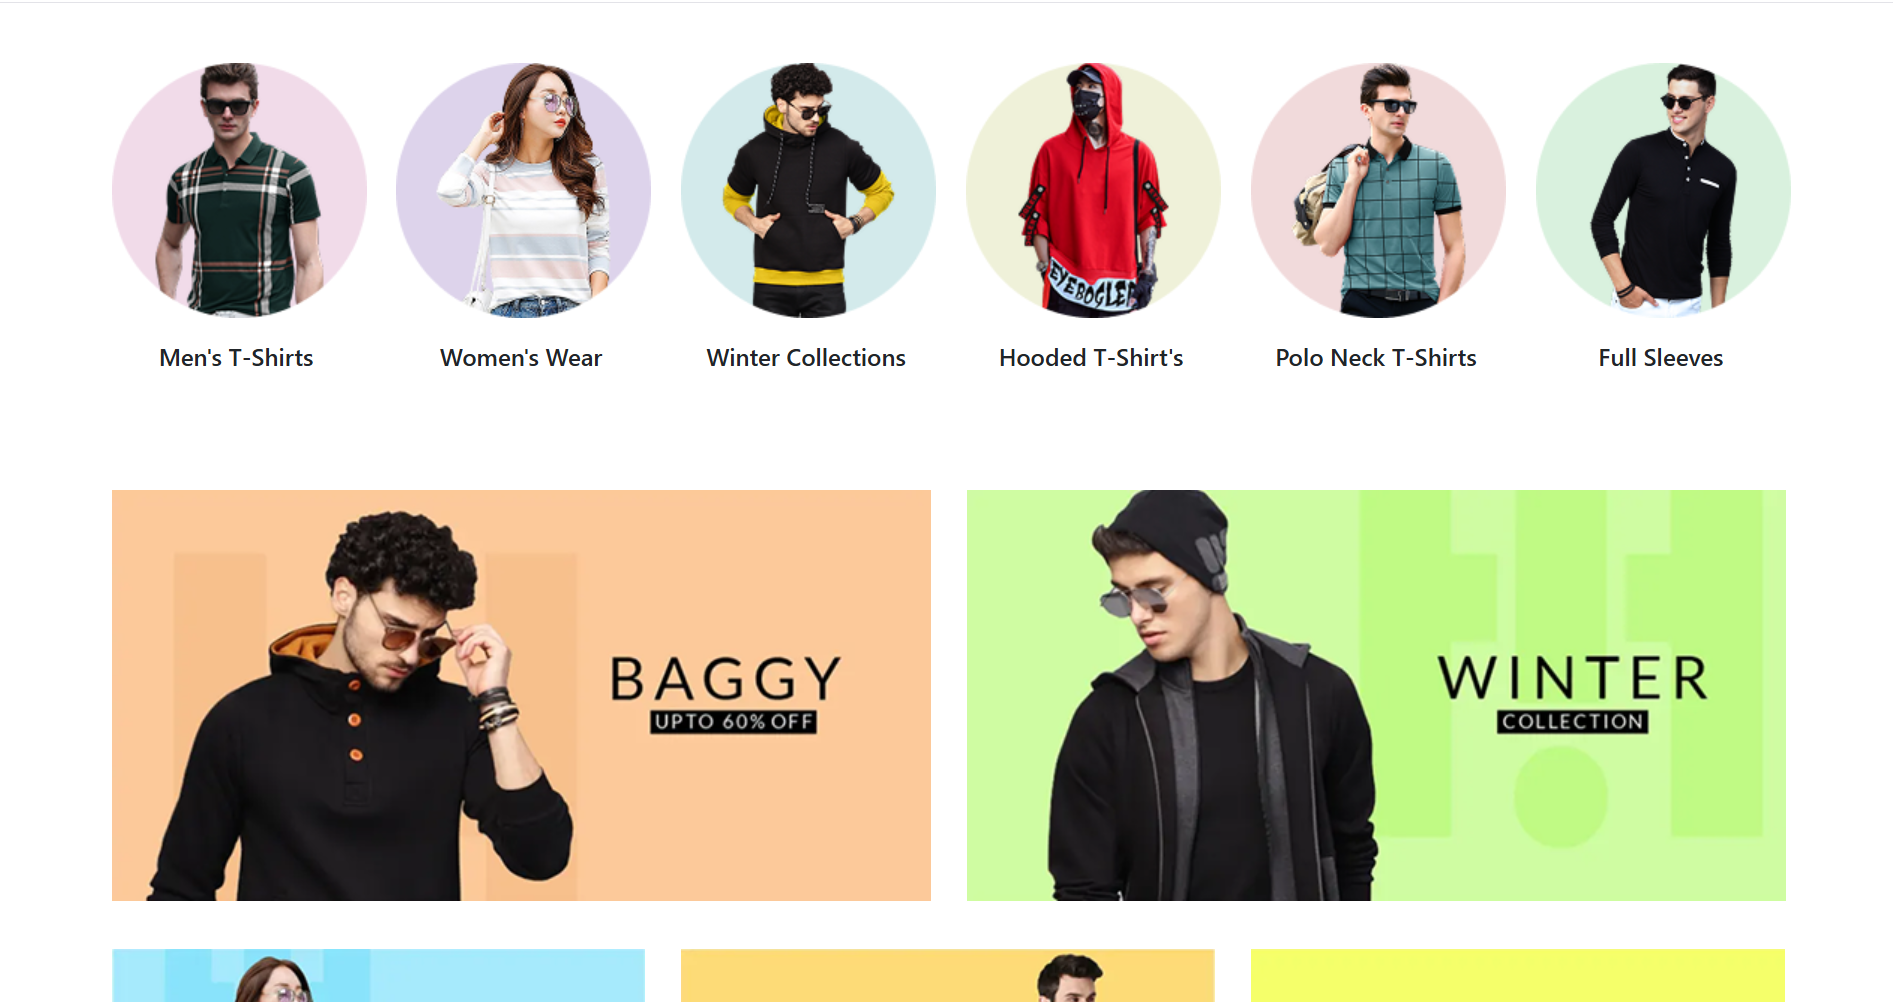 EYEBOGLER
Men's T-Shirts
Women's Wear
Winter Collections
Hooded T-Shirt's
Polo Neck T-Shirts
Full Sleeves
BAGGY
UPTO 60% OFF
WINTER
COLLECTION